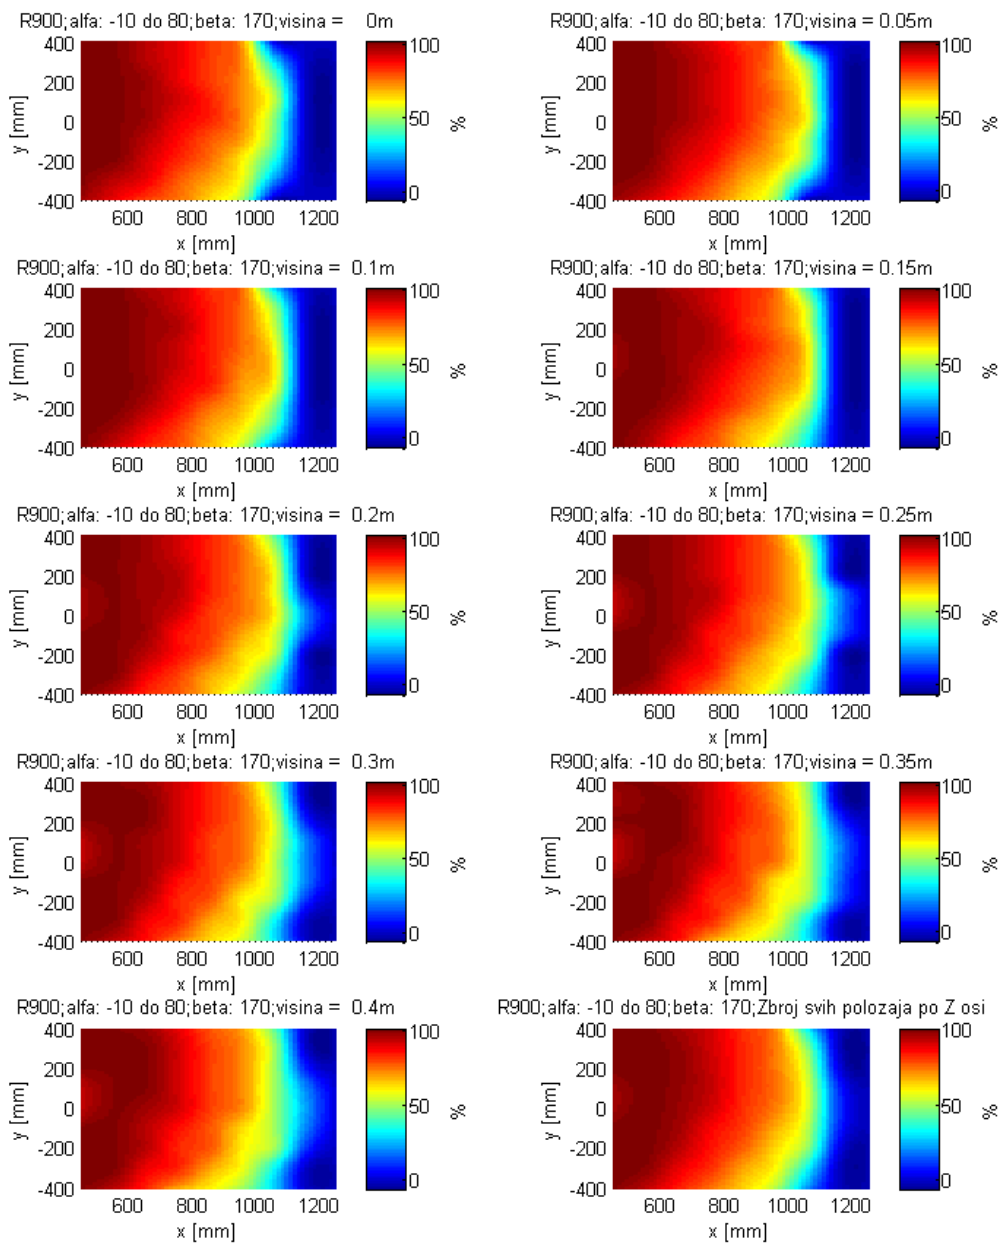 R900;alfa: -10 do 80;beta: 170;visina = 0m
400
200
0
-200
-400
y [mm]
600 800 1000 1200
x [mm]
100
50
0
%
R900;alfa: -10 do 80;beta: 170;visina = 0.05m
400
200
0
-200
-400
y [mm]
600 800 1000 1200
x [mm]
100
50
0
%
R900;alfa: -10 do 80;beta: 170;visina = 0.1m
400
200
0
-200
-400
y [mm]
600 800 1000 1200
x [mm]
100
50
0
%
R900;alfa: -10 do 80;beta: 170;visina = 0.15m
400
200
0
-200
-400
y [mm]
600 800 1000 1200
x [mm]
100
50
0
%
R900;alfa: -10 do 80;beta: 170;visina = 0.2m
400
200
0
-200
-400
y [mm]
600 800 1000 1200
x [mm]
100
50
0
%
R900;alfa: -10 do 80;beta: 170;visina = 0.25m
400
200
0
-200
-400
y [mm]
600 800 1000 1200
x [mm]
100
50
0
%
R900;alfa: -10 do 80;beta: 170;visina = 0.3m
400
200
0
-200
-400
y [mm]
600 800 1000 1200
x [mm]
100
50
0
%
R900;alfa: -10 do 80;beta: 170;visina = 0.35m
400
200
0
-200
-400
y [mm]
600 800 1000 1200
x [mm]
100
50
0
%
R900;alfa: -10 do 80;beta: 170;visina = 0.4m
400
200
0
-200
-400
y [mm]
600 800 1000 1200
x [mm]
100
50
0
%
R900;alfa: -10 do 80;beta: 170;Zbroj svih polozaja po Z osi
400
200
0
-200
-400
y [mm]
600 800 1000 1200
x [mm]
100
50
0
%